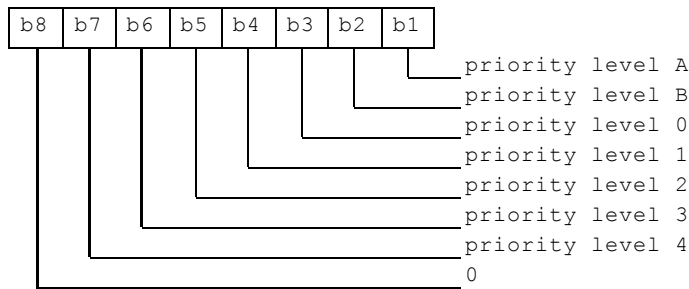 b8 b7 b6 b5 b4 b3 b2 b1
priority level A
priority level B
priority level 0
priority level 1
priority level 2
priority level 3
priority level 4
0